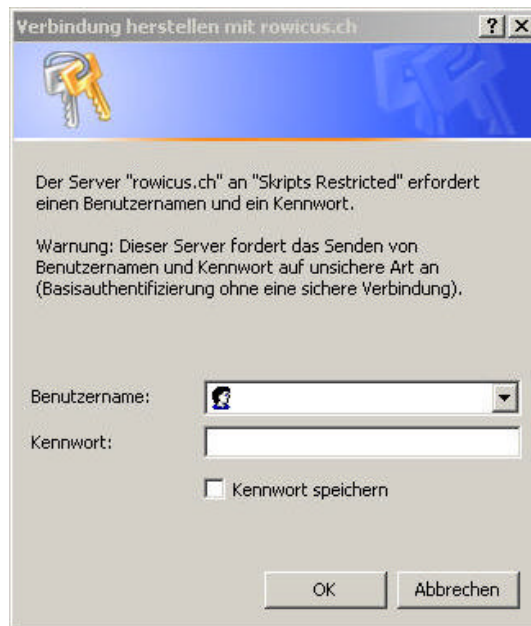 Verbindung herstellen mit rowicus.ch
Der Server "rowicus.ch" an "Skripts Restricted" erfordert
einen Benutzernamen und ein Kennwort.
Warnung: Dieser Server fordert das Senden von
Benutzernamen und Kennwort auf unsichere Art an
(Basisauthentifizierung ohne eine sichere Verbindung).
Benutzername:
Kennwort:
Kennwort speichern
OK Abbrechen